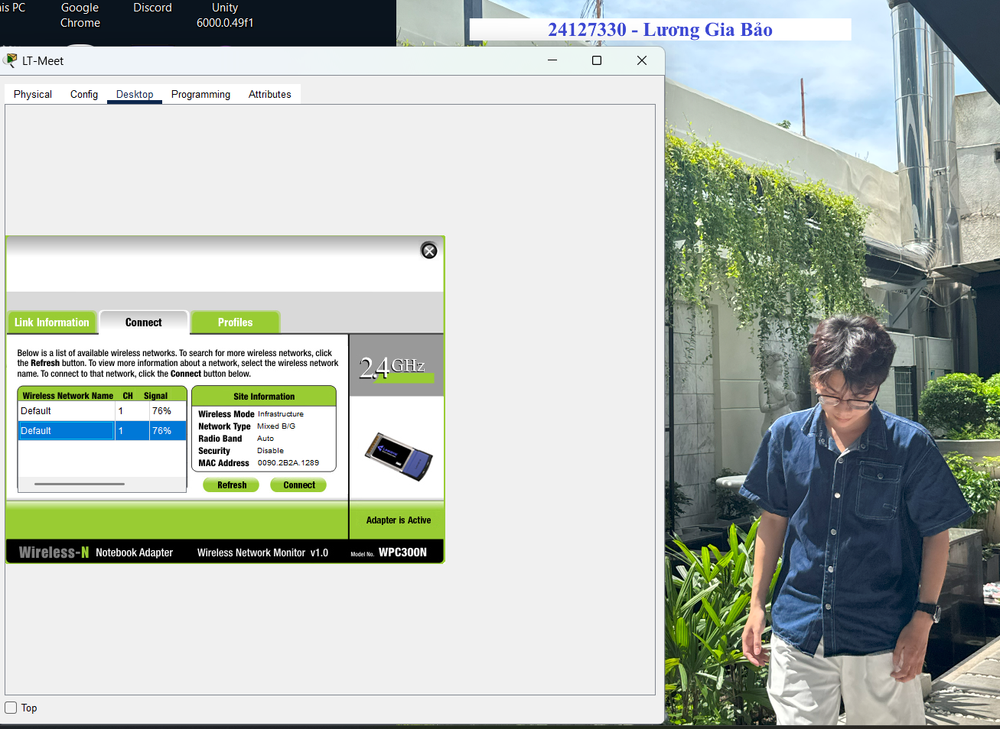 is PC
Google Chrome
Discord
Unity 6000.0.49f1
24127330 - Lương Gia Bảo
LT-Meet
Physical Config Desktop Programming Attributes
Link Information Connect Profiles
Below is a list of available wireless networks. To search for more wireless networks, click
the Refresh button. To view more information about a network, select the wireless network
name. To connect to that network, click the Connect button below.
2.4GHz
Wireless Network Name CH Signal
Default 1 76%
Default 1 76%
Site Information
Wireless Mode Infrastructure
Network Type Mixed B/G
Radio Band Auto
Security Disable
MAC Address 0090.2B2A.1289
Refresh Connect
Adapter is Active
Wireless-N Notebook Adapter Wireless Network Monitor v1.0 Model No. WPC300N
Top